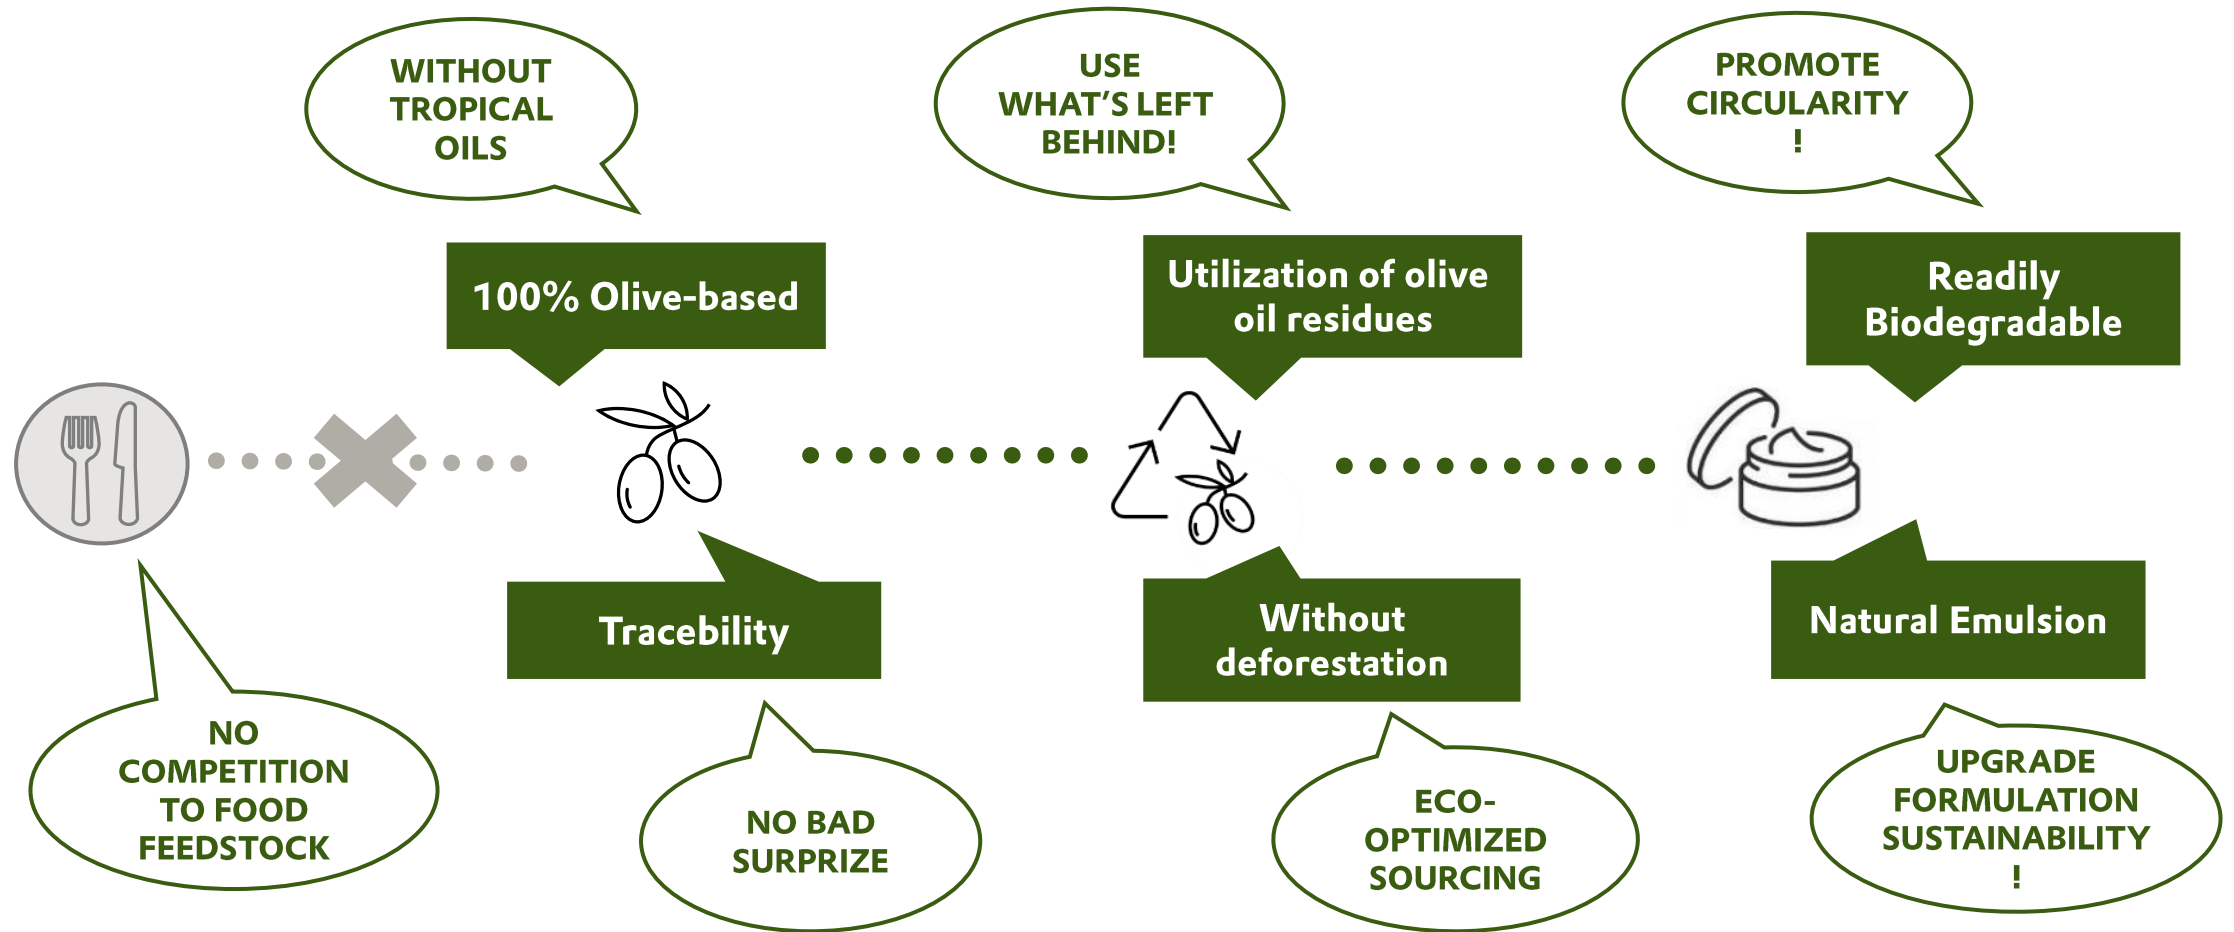 WITHOUT
TROPICAL
OILS
USE
WHAT'S LEFT
BEHIND!
PROMOTE
CIRCULARITY
!
100% Olive-based
Utilization of olive
oil residues
Readily
Biodegradable
Tracebility
Without
deforestation
Natural Emulsion
NO
COMPETITION
TO FOOD
FEEDSTOCK
NO BAD
SURPRIZE
ECO-
OPTIMIZED
SOURCING
UPGRADE
FORMULATION
SUSTAINABILITY
!